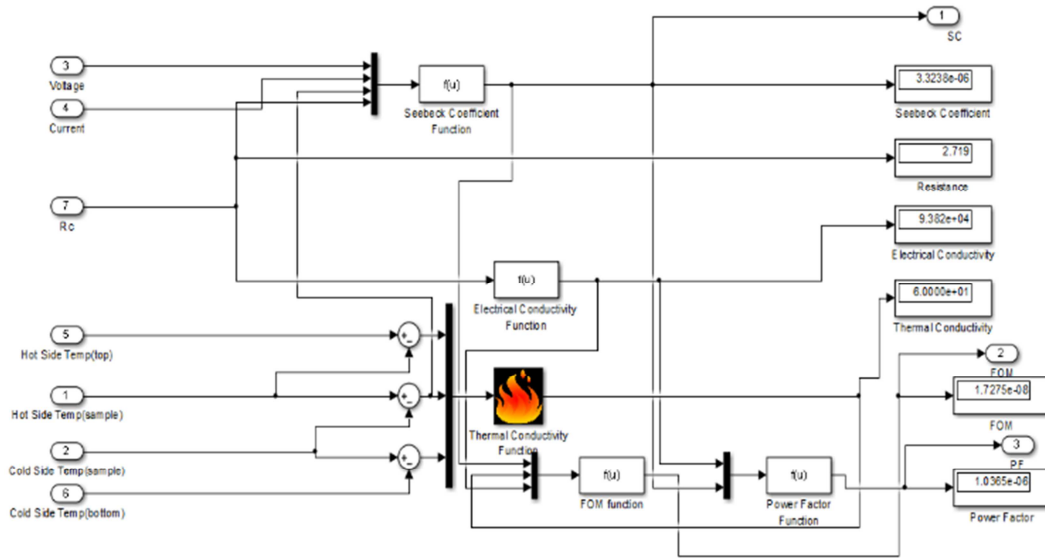 1
SC
3
Voltage
f(u)
Seebeck Coefficient
Function
3.3238e-06
Seebeck Coefficient
4
Current
2.719
Resistance
7
Rc
9.382e+04
Electrical Conductivity
f(u)
Electrical Conductivity
Function
6.0000e+01
Thermal Conductivity
5
Hot Side Temp(top)
2
FOM
1
Hot Side Temp(sample)
Thermal Conductivity
Function
1.7275e-08
FOM
2
Cold Side Temp(sample)
3
PF
f(u)
FOM function
f(u)
Power Factor
Function
1.0365e-06
Power Factor
6
Cold Side Temp(bottom)